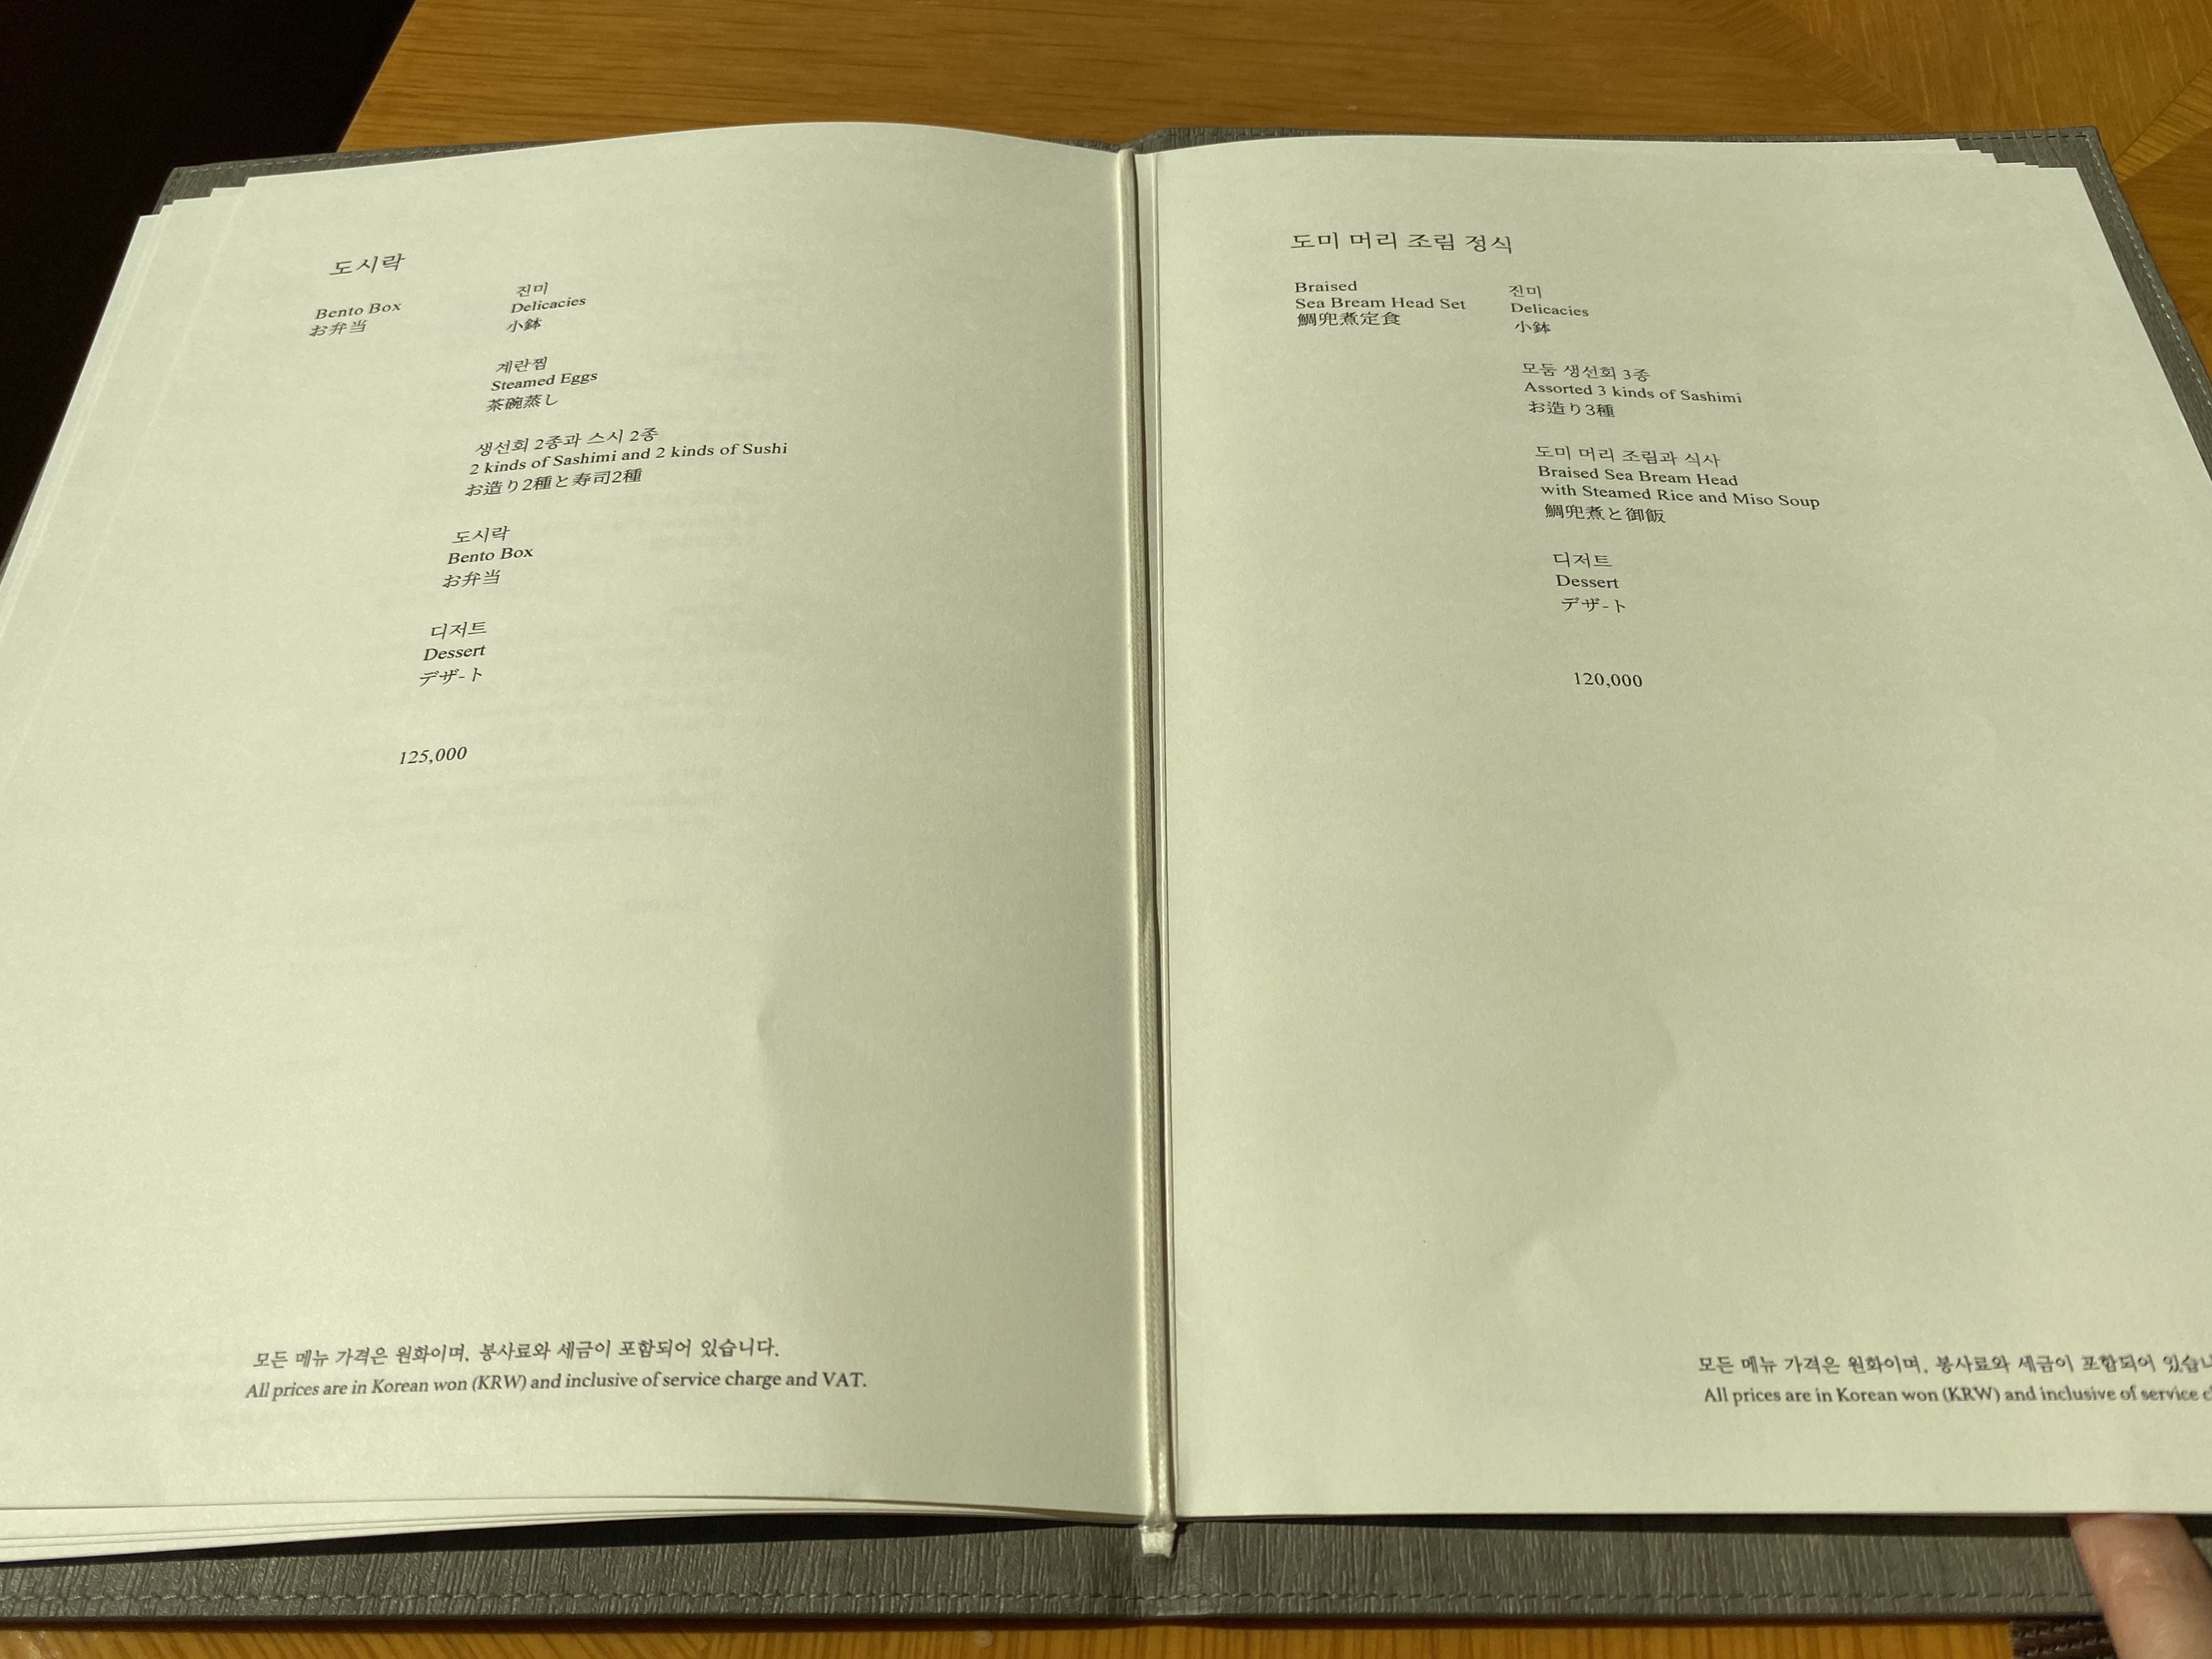 도시락
Bento Box
お弁当
진미
Delicacies
小鉢
계란찜
Steamed Eggs
茶碗蒸し
생선회 2종과 스시 2종
2 kinds of Sashimi and 2 kinds of Sushi
お造り2種と寿司2種
도시락
Bento Box
お弁当
디저트
Dessert
デザ-ト
125,000
모든 메뉴 가격은 원화이며, 봉사료와 세금이 포함되어 있습니다.
All prices are in Korean won (KRW) and inclusive of service charge and VAT.
도미 머리 조림 정식
Braised
Sea Bream Head Set
鯛兜煮定食
진미
Delicacies
小鉢
모둠 생선회 3종
Assorted 3 kinds of Sashimi
お造り3種
도미 머리 조림과 식사
Braised Sea Bream Head
with Steamed Rice and Miso Soup
鯛兜煮と御飯
디저트
Dessert
デザ-ト
120,000
모든 메뉴 가격은 원화이며, 봉사료와 세금이 포함되어
All prices are in Korean won (KRW) and inclusive of service